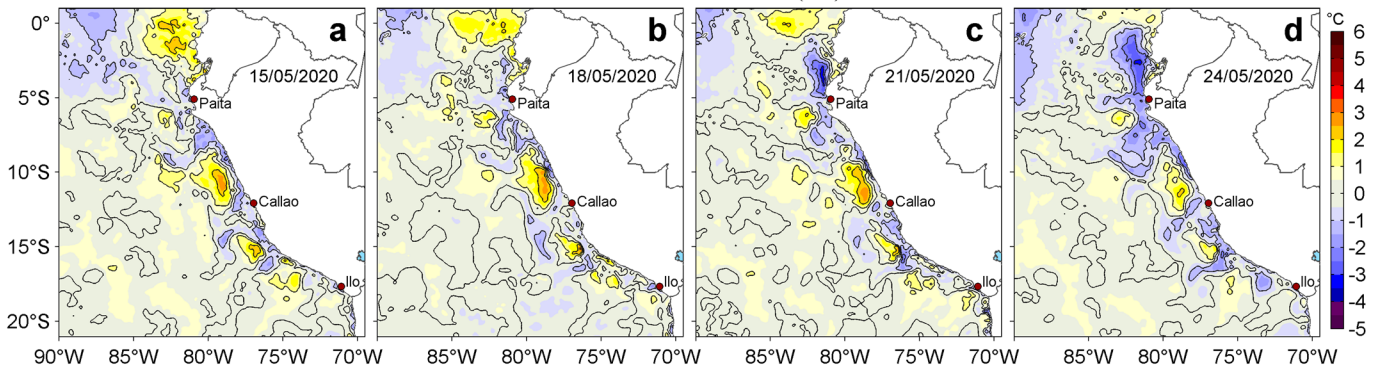 a b c d
15/05/2020 18/05/2020 21/05/2020 24/05/2020
Paita Paita Paita Paita
Callao Callao Callao Callao
Ilo Ilo Ilo Ilo
0°
5°S
10°S
15°S
20°S
90°W 85°W 80°W 75°W 70°W 85°W 80°W 75°W 70°W 85°W 80°W 75°W 70°W 85°W 80°W 75°W 70°W
°C
6
5
4
3
2
1
0
-1
-2
-3
-4
-5